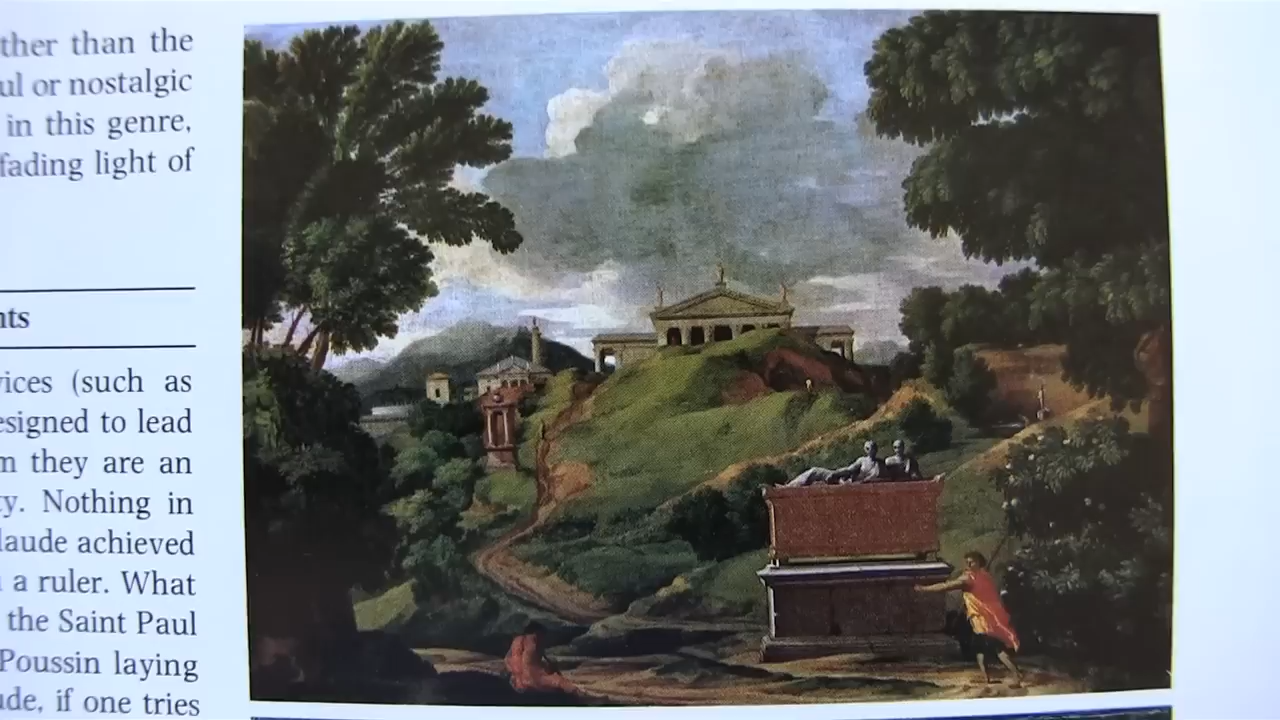 ther than the
ul or nostalgic
in this genre,
fading light of
nts
vices (such as
esigned to lead
m they are an
ty. Nothing in
laude achieved
a ruler. What
the Saint Paul
Poussin laying
ude, if one tries